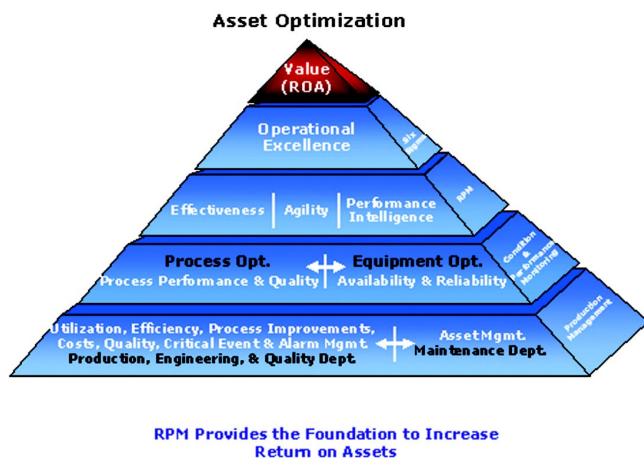 Asset Optimization
Value
(ROA)
Operational
Excellence
Six
Sigma
Effectiveness
Agility
Performance
Intelligence
RPM
Process Opt.
Equipment Opt.
Process Performance & Quality
Availability & Reliability
Condition
&
Performance
Monitoring
Utilization, Efficiency, Process Improvements,
Costs, Quality, Critical Event & Alarm Mgmt.
Production, Engineering, & Quality Dept.
Asset Mgmt.
Maintenance Dept.
Production
Management
RPM Provides the Foundation to Increase
Return on Assets